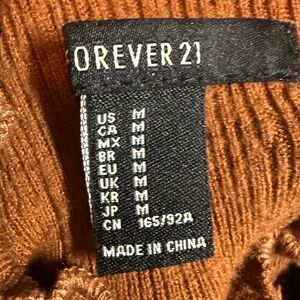 OREVER 21
US M
CA M
MX M
BR M
EU M
UK M
KR M
JP M
CN 165/92A
MADE IN CHINA